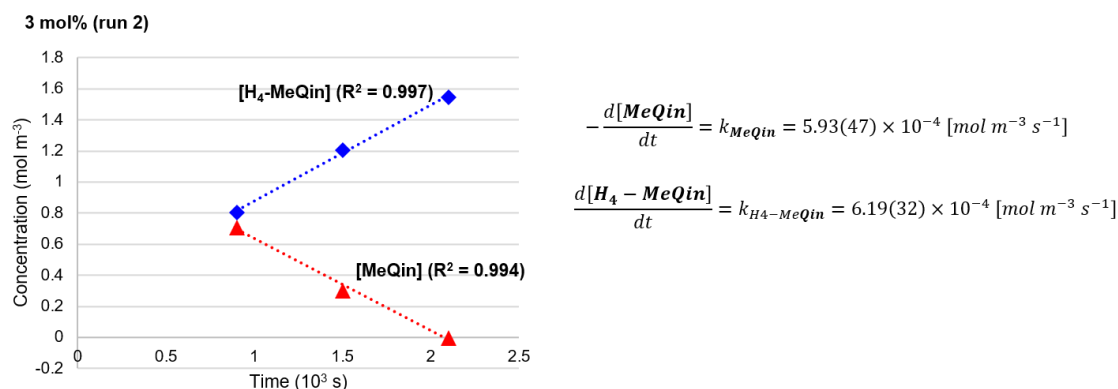 3 mol% (run 2)
1.8
1.6
1.4
1.2
1
0.8
0.6
0.4
0.2
0
-0.2
Concentration (mol m⁻³)
[H₄-MeQin] (R² = 0.997)
[MeQin] (R² = 0.994)
0 0.5 1 1.5 2 2.5
Time (10³ s)
−d[MeQin]/dt = k_MeQin = 5.93(47) × 10⁻⁴ [mol m⁻³ s⁻¹]
d[H₄ − MeQin]/dt = k_H4−MeQin = 6.19(32) × 10⁻⁴ [mol m⁻³ s⁻¹]